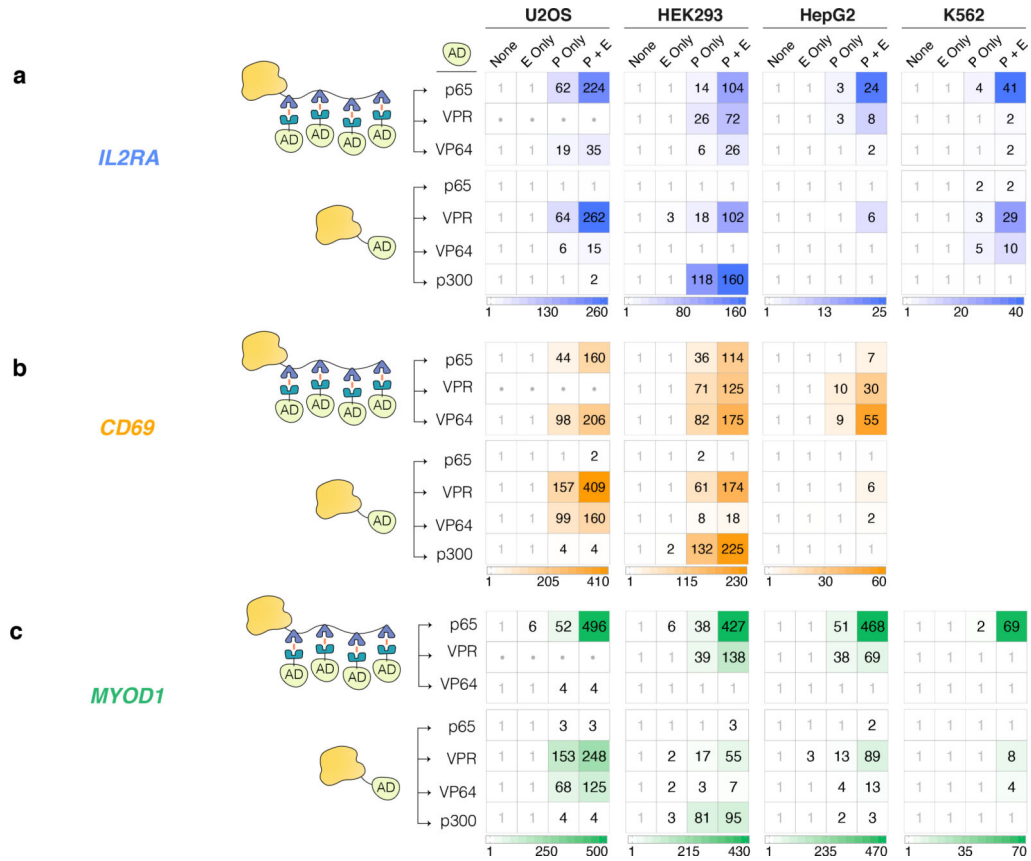 U2OS HEK293 HepG2 K562
AD None E Only P Only P + E None E Only P Only P + E None E Only P Only P + E None E Only P Only P + E
a
IL2RA
AD AD AD AD
p65 1 1 62 224 1 1 14 104 1 1 3 24 1 1 4 41
VPR • • • • 1 1 26 72 1 1 3 8 1 1 1 2
VP64 1 1 19 35 1 1 6 26 1 1 1 2 1 1 1 2
AD
p65 1 1 1 1 1 1 1 1 1 1 1 1 1 1 2 2
VPR 1 1 64 262 1 3 18 102 1 1 1 6 1 1 3 29
VP64 1 1 6 15 1 1 1 1 1 1 1 1 1 1 5 10
p300 1 1 1 2 1 1 118 160 1 1 1 1 1 1 1 1
1 130 260 1 80 160 1 13 25 1 20 40
b
CD69
AD AD AD AD
p65 1 1 44 160 1 1 36 114 1 1 1 7
VPR • • • • 1 1 71 125 1 1 10 30
VP64 1 1 98 206 1 1 82 175 1 1 9 55
AD
p65 1 1 1 2 1 1 2 1 1 1 1 1
VPR 1 1 157 409 1 1 61 174 1 1 1 6
VP64 1 1 99 160 1 1 8 18 1 1 1 2
p300 1 1 4 4 1 2 132 225 1 1 1 1
1 205 410 1 115 230 1 30 60
c
MYOD1
AD AD AD AD
p65 1 6 52 496 1 6 38 427 1 1 51 468 1 1 2 69
VPR • • • • 1 1 39 138 1 1 38 69 1 1 1 1
VP64 1 1 4 4 1 1 1 1 1 1 1 1 1 1 1 1
AD
p65 1 1 3 3 1 1 1 3 1 1 1 2 1 1 1 1
VPR 1 1 153 248 1 2 17 55 1 3 13 89 1 1 1 8
VP64 1 1 68 125 1 2 3 7 1 1 4 13 1 1 1 4
p300 1 1 4 4 1 3 81 95 1 1 2 3 1 1 1 1
1 250 500 1 215 430 1 235 470 1 35 70